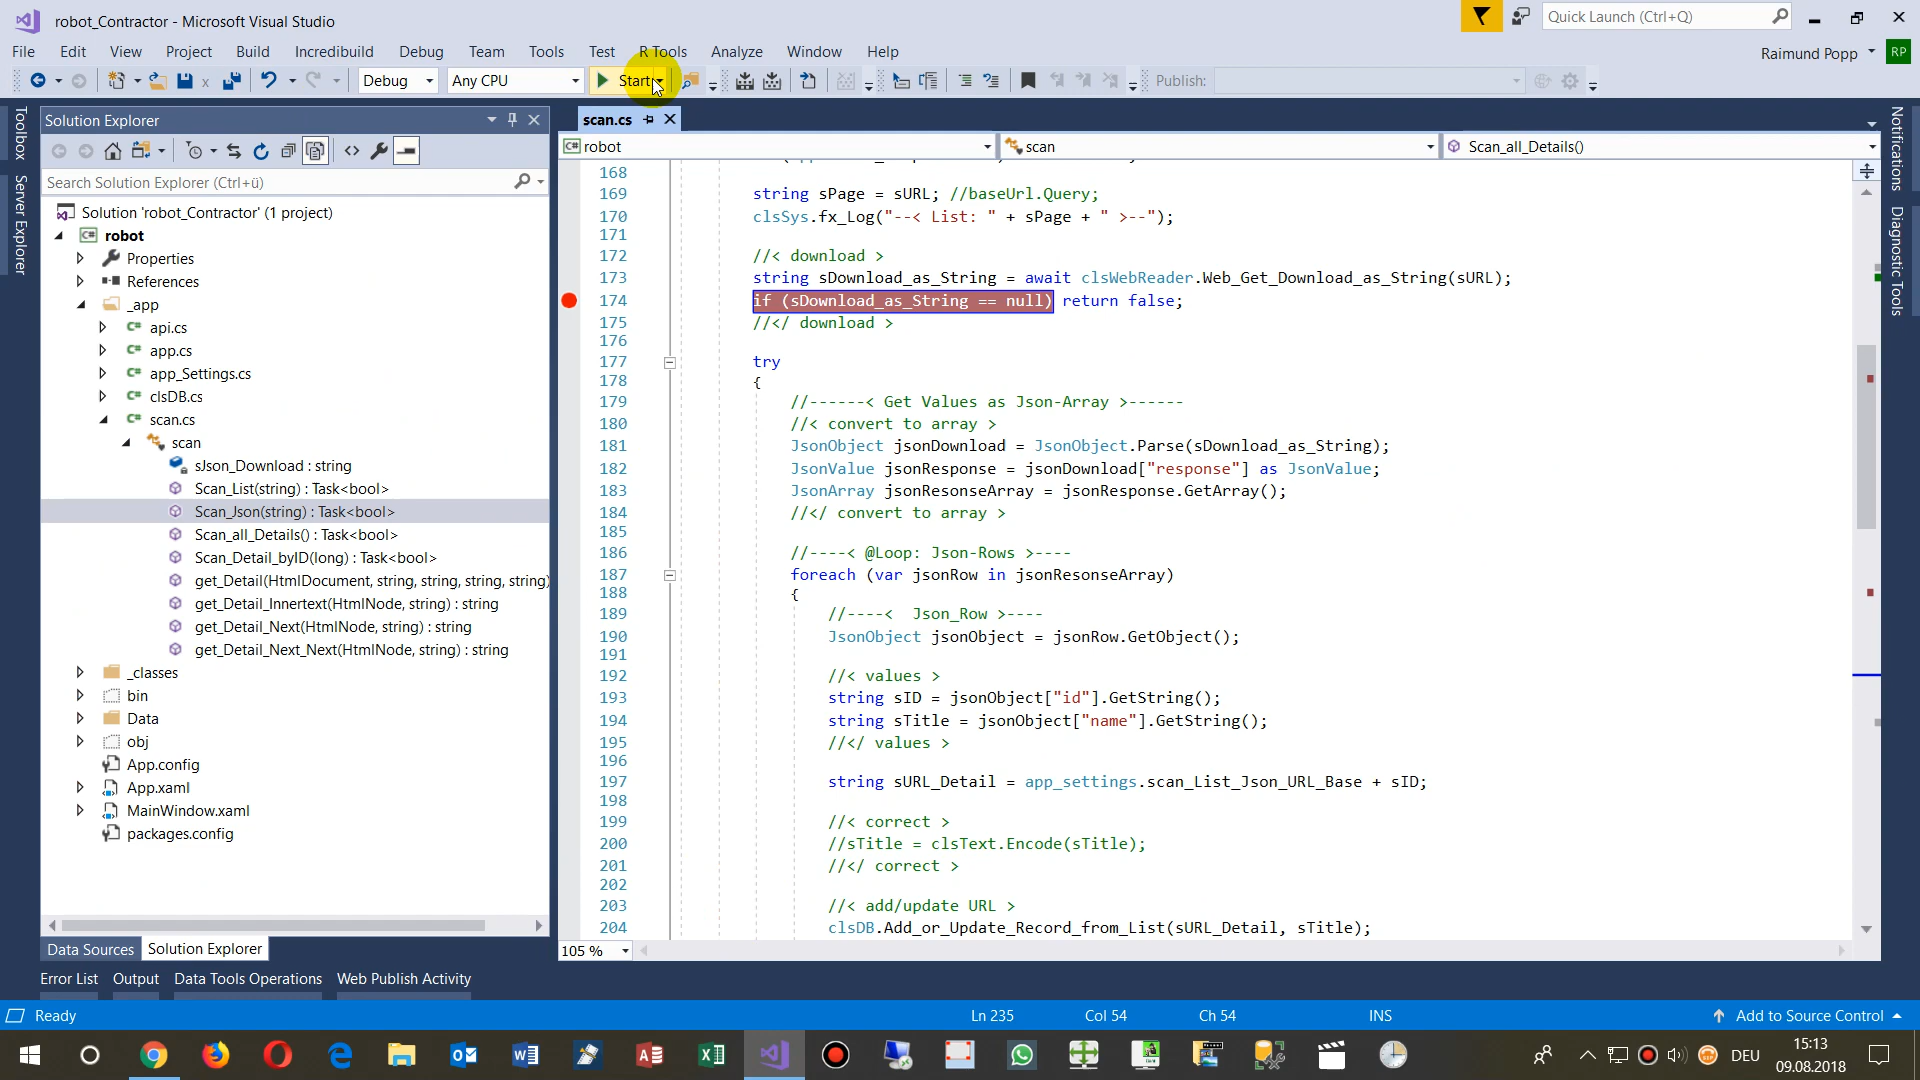 robot_Contractor - Microsoft Visual Studio
Quick Launch (Ctrl+Q)
File Edit View Project Build Incredibuild Debug Team Tools Test R Tools Analyze Window Help
Raimund Popp RP
Debug Any CPU Start Publish:
Toolbox
Server Explorer
Notifications
Diagnostic Tools
Solution Explorer
Search Solution Explorer (Ctrl+ü)
Solution 'robot_Contractor' (1 project)
robot
Properties
References
_app
api.cs
app.cs
app_Settings.cs
clsDB.cs
scan.cs
scan
sJson_Download : string
Scan_List(string) : Task<bool>
Scan_Json(string) : Task<bool>
Scan_all_Details() : Task<bool>
Scan_Detail_byID(long) : Task<bool>
get_Detail(HtmlDocument, string, string, string, string)
get_Detail_Innertext(HtmlNode, string) : string
get_Detail_Next(HtmlNode, string) : string
get_Detail_Next_Next(HtmlNode, string) : string
_classes
bin
Data
obj
App.config
App.xaml
MainWindow.xaml
packages.config
Data Sources Solution Explorer
scan.cs
robot scan Scan_all_Details()
168
169 string sPage = sURL; //baseUrl.Query;
170 clsSys.fx_Log("--< List: " + sPage + " >--");
171
172 //< download >
173 string sDownload_as_String = await clsWebReader.Web_Get_Download_as_String(sURL);
174 if (sDownload_as_String == null) return false;
175 //</ download >
176
177 try
178 {
179 //------< Get Values as Json-Array >------
180 //< convert to array >
181 JsonObject jsonDownload = JsonObject.Parse(sDownload_as_String);
182 JsonValue jsonResponse = jsonDownload["response"] as JsonValue;
183 JsonArray jsonResonseArray = jsonResponse.GetArray();
184 //</ convert to array >
185
186 //----< @Loop: Json-Rows >----
187 foreach (var jsonRow in jsonResonseArray)
188 {
189 //----< Json_Row >----
190 JsonObject jsonObject = jsonRow.GetObject();
191
192 //< values >
193 string sID = jsonObject["id"].GetString();
194 string sTitle = jsonObject["name"].GetString();
195 //</ values >
196
197 string sURL_Detail = app_settings.scan_List_Json_URL_Base + sID;
198
199 //< correct >
200 //sTitle = clsText.Encode(sTitle);
201 //</ correct >
202
203 //< add/update URL >
204 clsDB.Add_or_Update_Record_from_List(sURL_Detail, sTitle);
105 %
Error List Output Data Tools Operations Web Publish Activity
Ready Ln 235 Col 54 Ch 54 INS Add to Source Control
DEU
15:13
09.08.2018